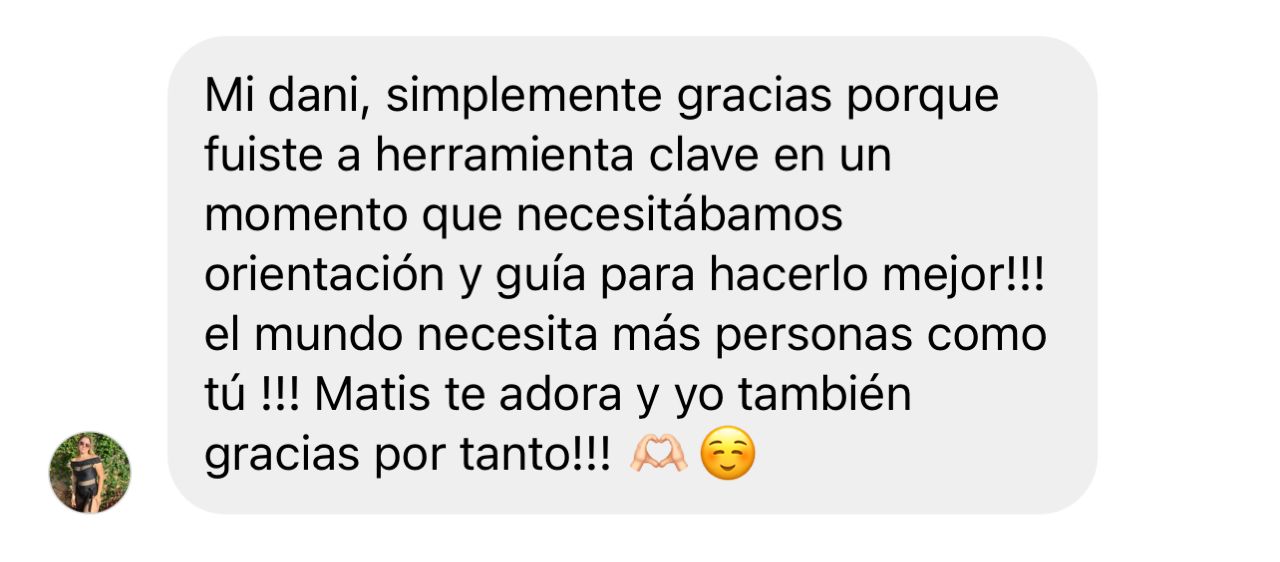 Mi dani, simplemente gracias porque
fuiste a herramienta clave en un
momento que necesitábamos
orientación y guía para hacerlo mejor!!!
el mundo necesita más personas como
tú !!! Matis te adora y yo también
gracias por tanto!!! 🫶🏻 ☺️